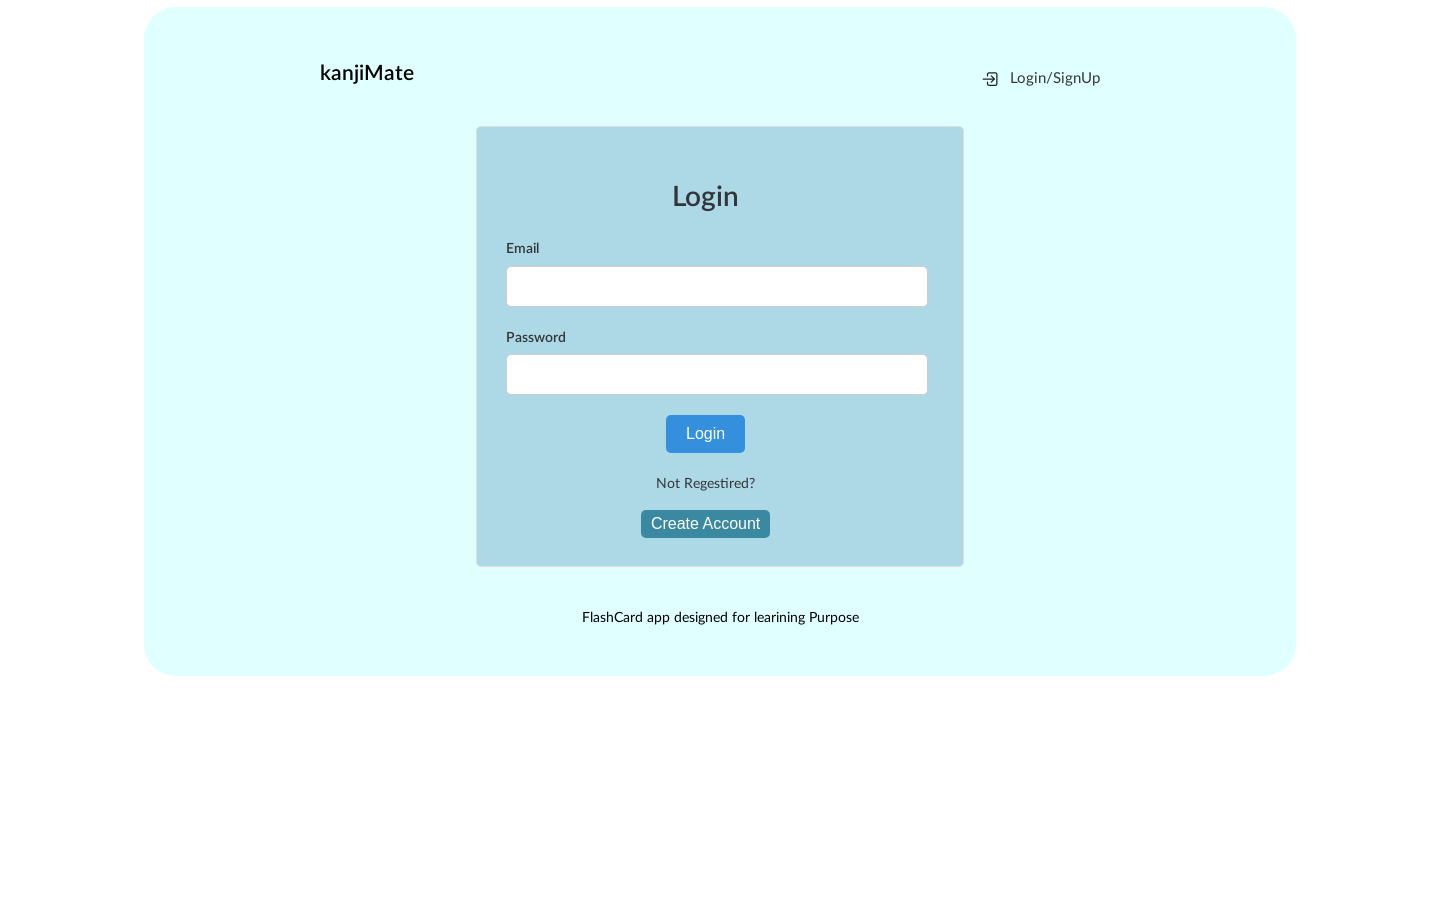 kanjiMate
Login/SignUp
Login
Email
Password
Login
Not Regestired?
Create Account
FlashCard app designed for learining Purpose